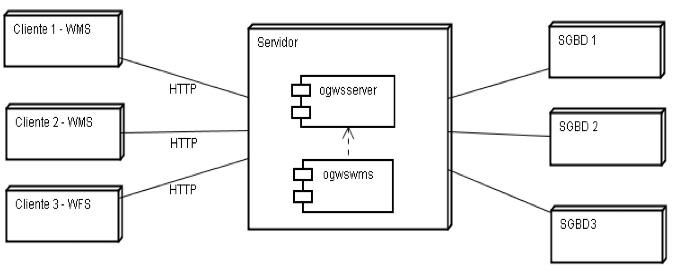 Cliente 1 - WMS
Servidor
SGBD 1
HTTP
ogwsserver
Cliente 2 - WMS
SGBD 2
HTTP
ogwswms
HTTP
Cliente 3 - WFS
SGBD3